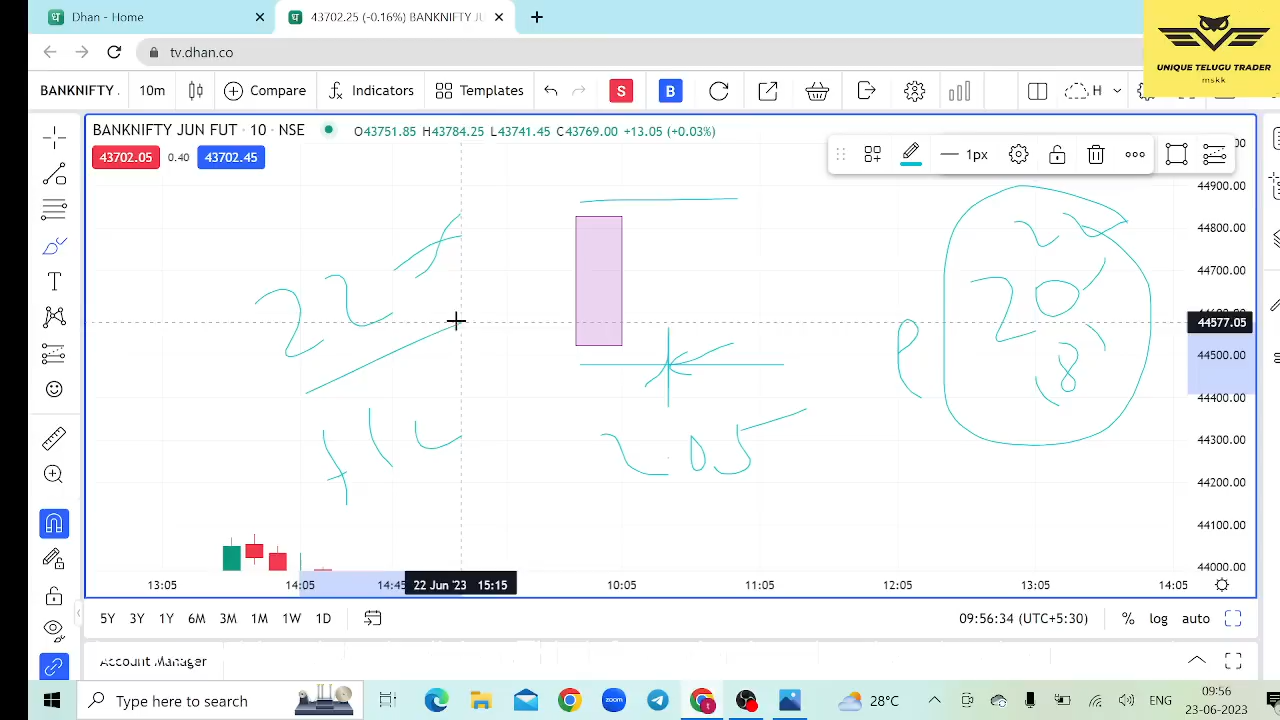 Dhan - Home
43702.25 (-0.16%) BANKNIFTY JU
UNIQUE TELUGU TRADER
mskk
tv.dhan.co
BANKNIFTY 10m Compare Indicators Templates S B H
BANKNIFTY JUN FUT · 10 · NSE O43751.85 H43784.25 L43741.45 C43769.00 +13.05 (+0.03%)
43702.05 0.40 43702.45
1px
44900.00
44800.00
44700.00
44577.05
44500.00
44400.00
44300.00
44200.00
44100.00
44000.00
22
20
8
P
2.05
13:05 14:05 14:45 22 Jun '23 15:15 10:05 11:05 12:05 13:05 14:05
5Y 3Y 1Y 6M 3M 1M 1W 1D 09:56:34 (UTC+5:30) % log auto
Account Manager
Type here to search
zoom
28°C
ENG
09:56
23-06-2023